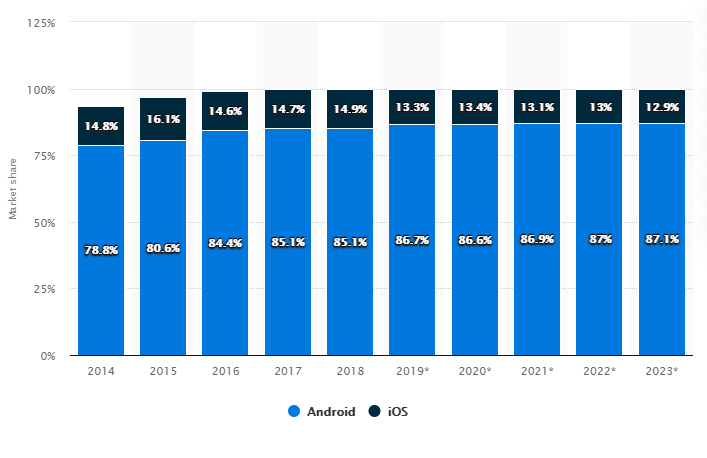 125%
100%
75%
50%
25%
0%
Market share
14.8% 16.1% 14.6% 14.7% 14.9% 13.3% 13.4% 13.1% 13% 12.9%
78.8% 80.6% 84.4% 85.1% 85.1% 86.7% 86.6% 86.9% 87% 87.1%
2014 2015 2016 2017 2018 2019* 2020* 2021* 2022* 2023*
Android iOS